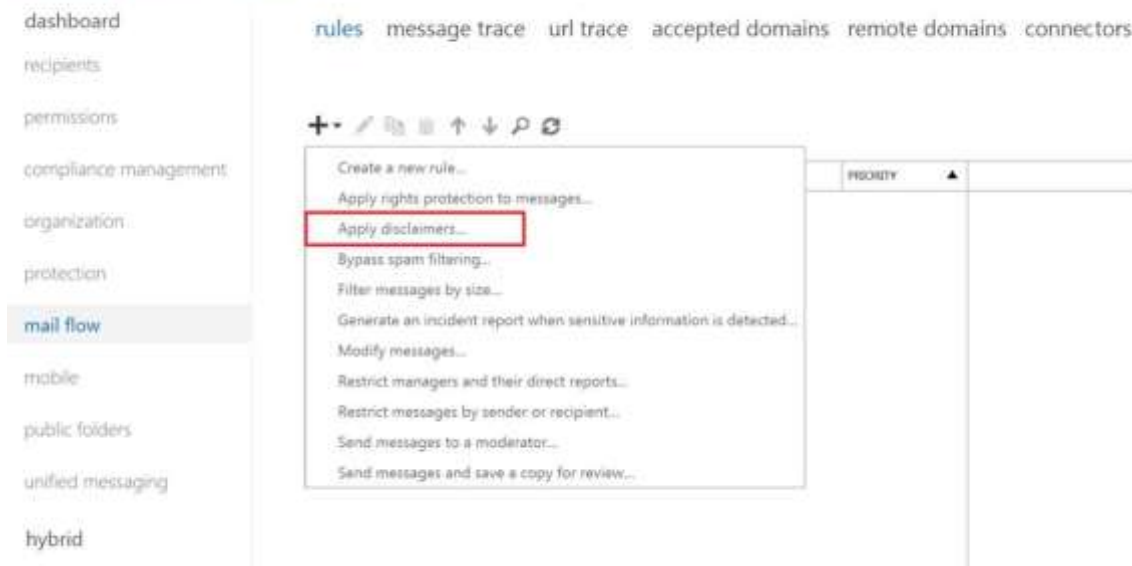 dashboard
rules message trace url trace accepted domains remote domains connectors
recipients
permissions
compliance management
organization
protection
mail flow
mobile
public folders
unified messaging
hybrid
Create a new rule...
Apply rights protection to messages...
Apply disclaimers...
Bypass spam filtering...
Filter messages by size...
Generate an incident report when sensitive information is detected...
Modify messages...
Restrict managers and their direct reports...
Restrict messages by sender or recipient...
Send messages to a moderator...
Send messages and save a copy for review...
PRIORITY